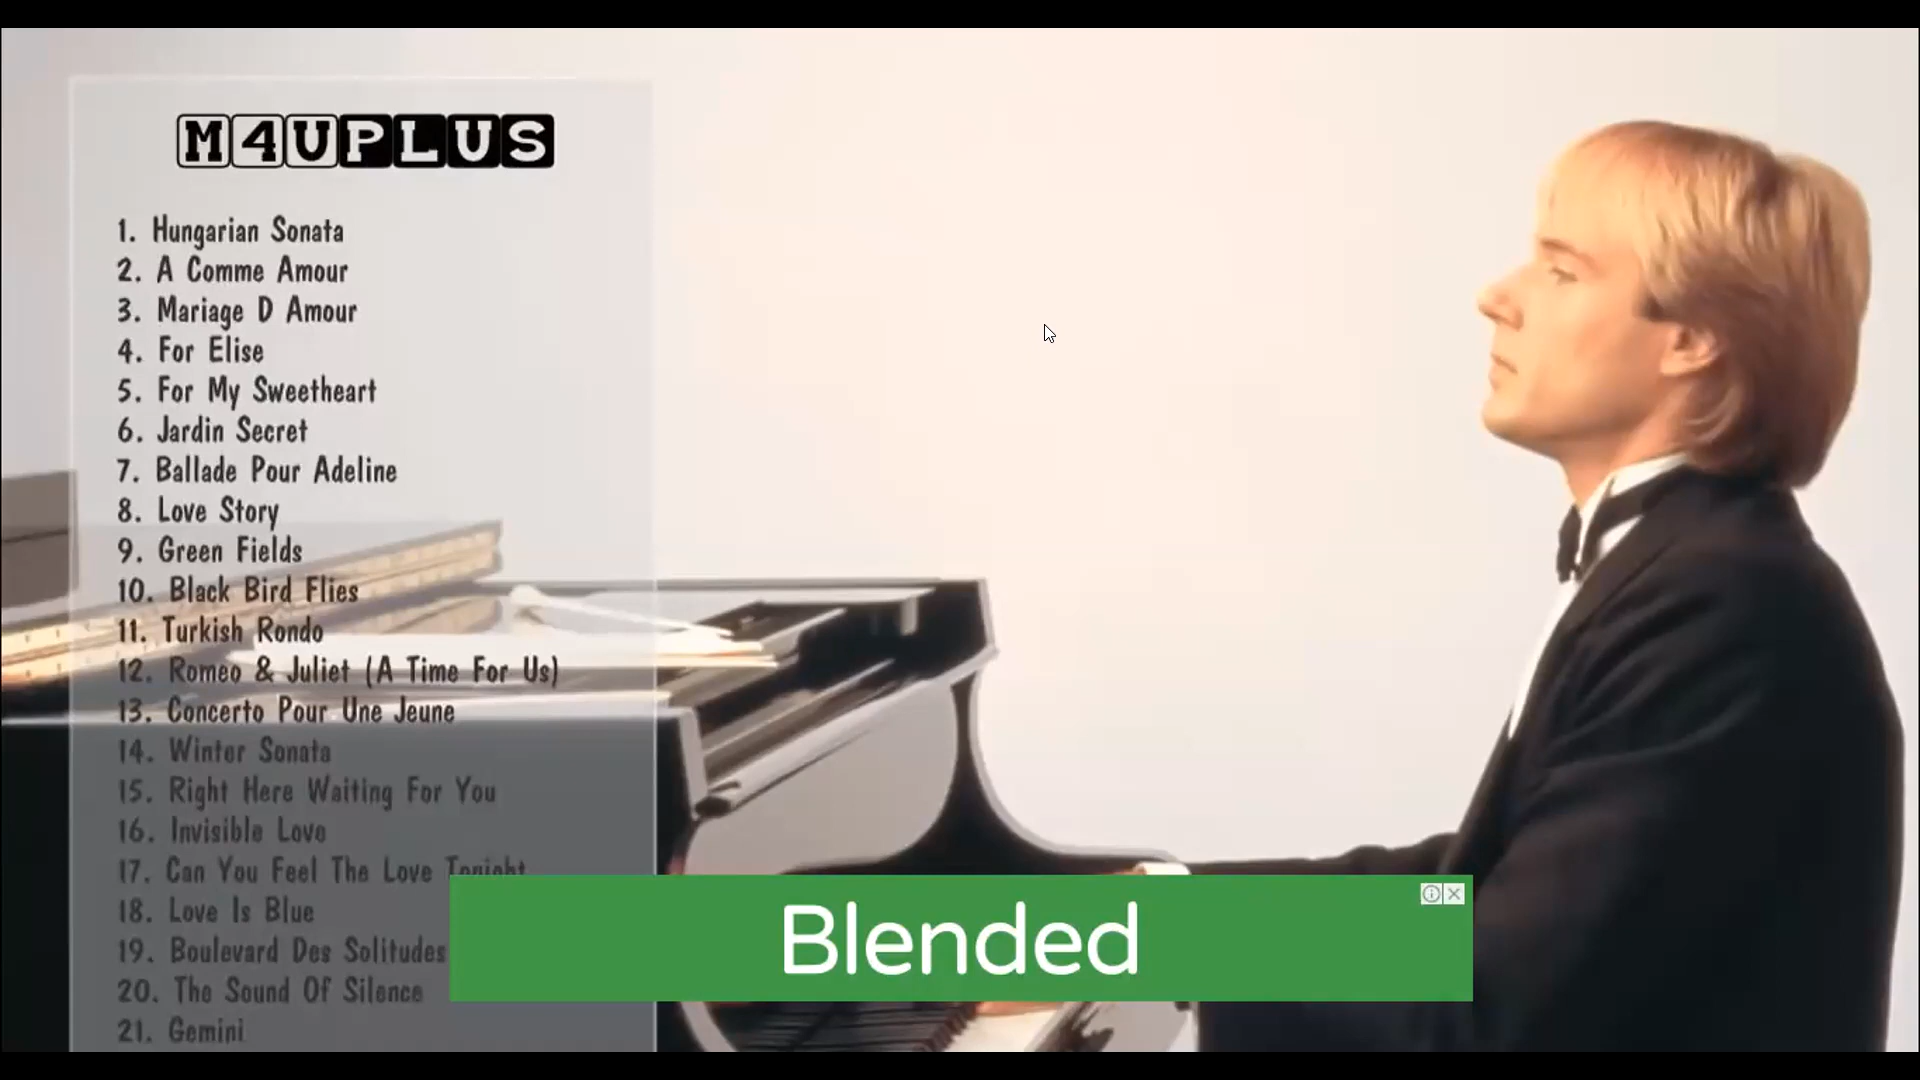 M4UPLUS
1. Hungarian Sonata
2. A Comme Amour
3. Mariage D Amour
4. For Elise
5. For My Sweetheart
6. Jardin Secret
7. Ballade Pour Adeline
8. Love Story
9. Green Fields
10. Black Bird Flies
11. Turkish Rondo
12. Romeo & Juliet (A Time For Us)
13. Concerto Pour Une Jeune
14. Winter Sonata
15. Right Here Waiting For You
16. Invisible Love
17. Can You Feel The Love Tonight
18. Love Is Blue
19. Boulevard Des Solitudes
20. The Sound Of Silence
21. Gemini
Blended